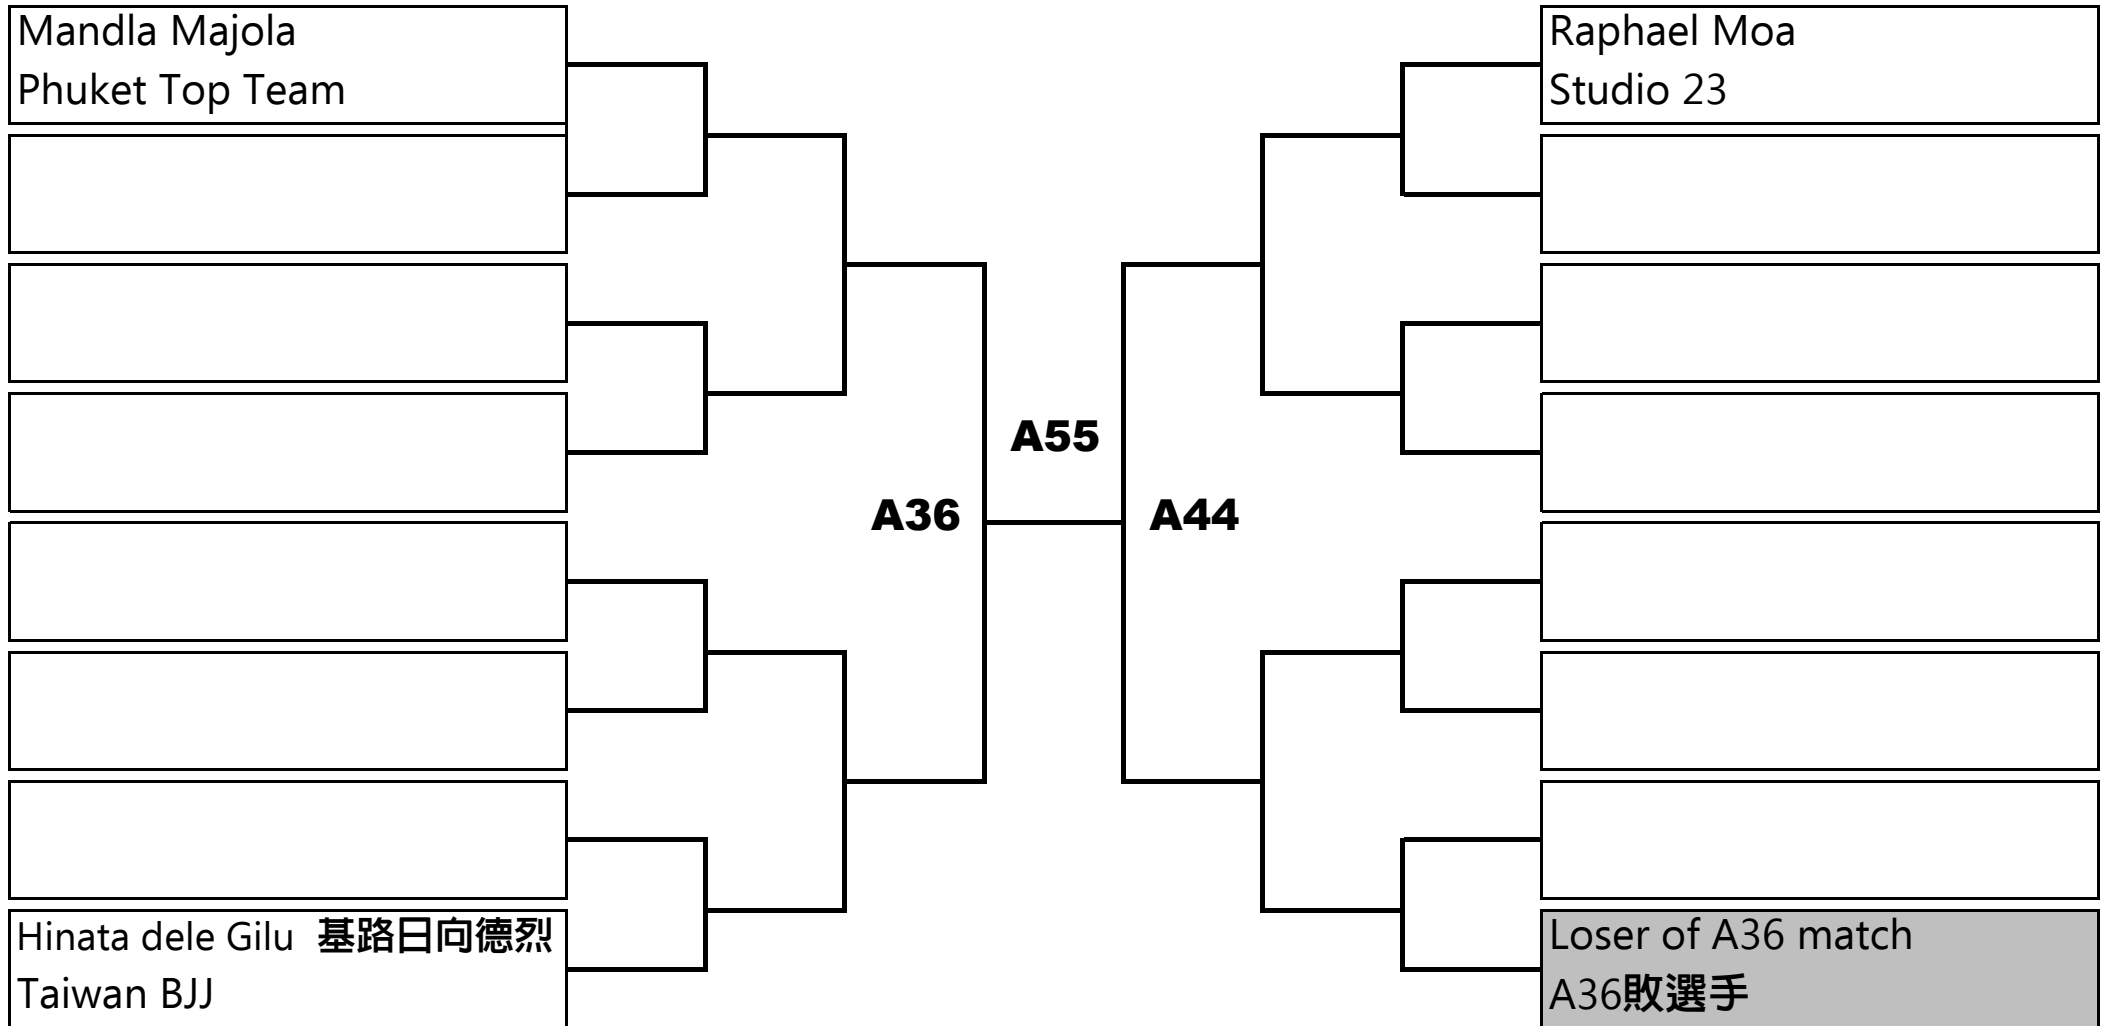 Mandla Majola
Phuket Top Team
Raphael Moa
Studio 23
A55
A36
A44
Hinata dele Gilu 基路日向德烈
Taiwan BJJ
Loser of A36 match
A36敗選手